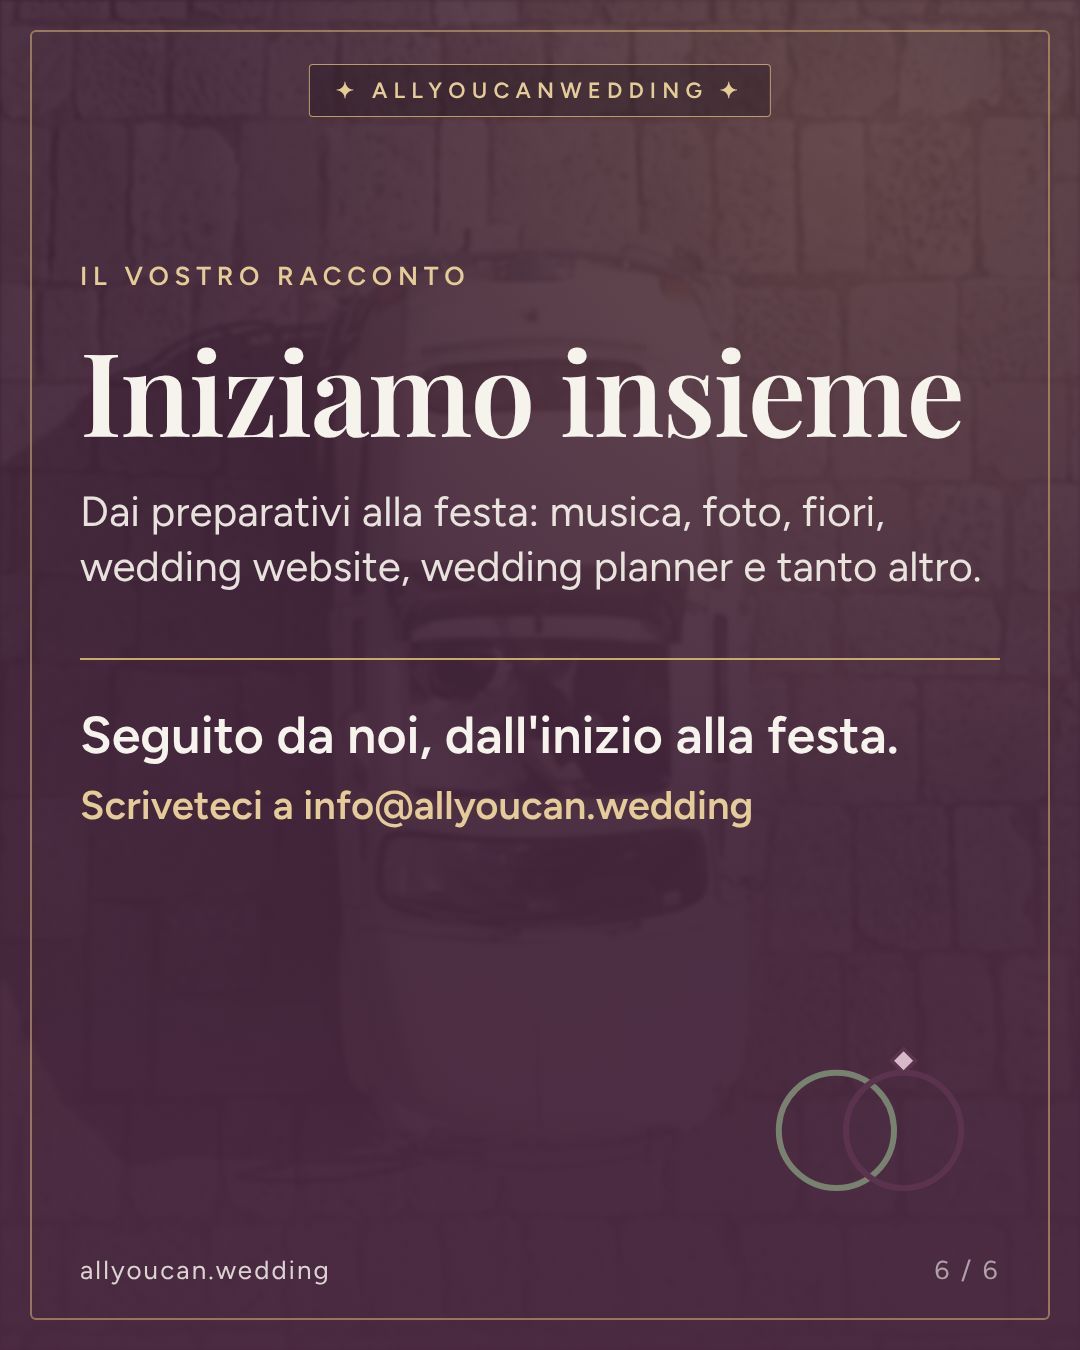 ✦ ALLYOUCANWEDDING ✦
IL VOSTRO RACCONTO
Iniziamo insieme
Dai preparativi alla festa: musica, foto, fiori,
wedding website, wedding planner e tanto altro.
Seguito da noi, dall'inizio alla festa.
Scriveteci a info@allyoucan.wedding
allyoucan.wedding
6 / 6